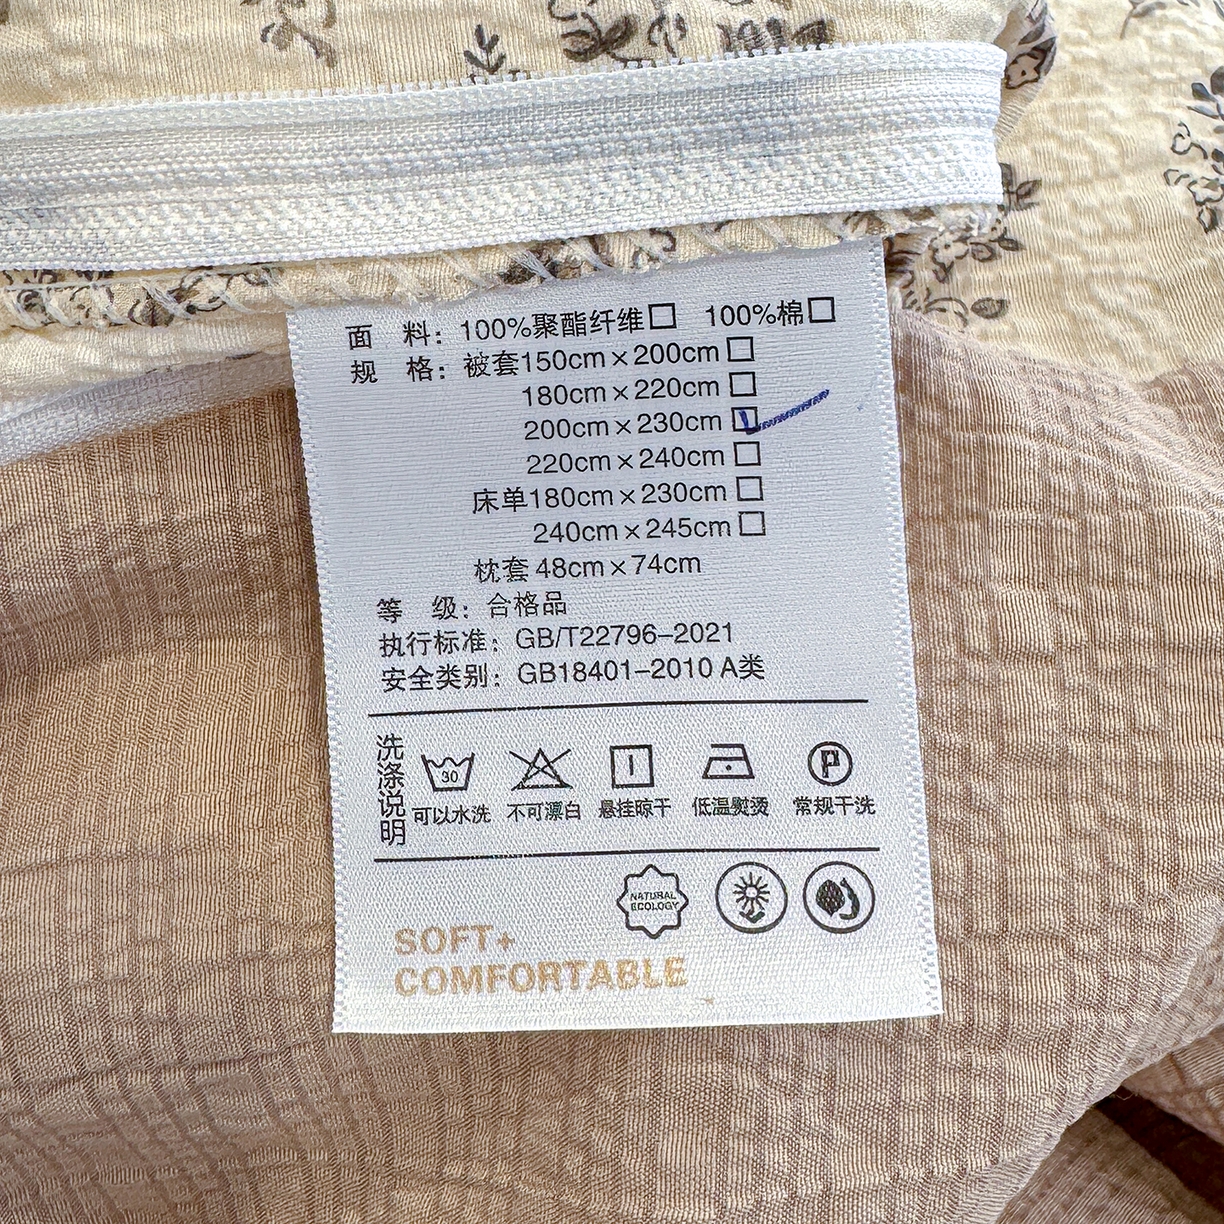 面 料：100%聚酯纤维□ 100%棉□
规 格：被套150cm×200cm□
180cm×220cm□
200cm×230cm☑
220cm×240cm□
床单180cm×230cm□
240cm×245cm□
枕套 48cm×74cm
等 级：合格品
执行标准：GB/T22796-2021
安全类别：GB18401-2010 A类
洗涤说明
30
P
可以水洗 不可漂白 悬挂晾干 低温熨烫 常规干洗
NATURAL
ECOLOGY
SOFT+
COMFORTABLE